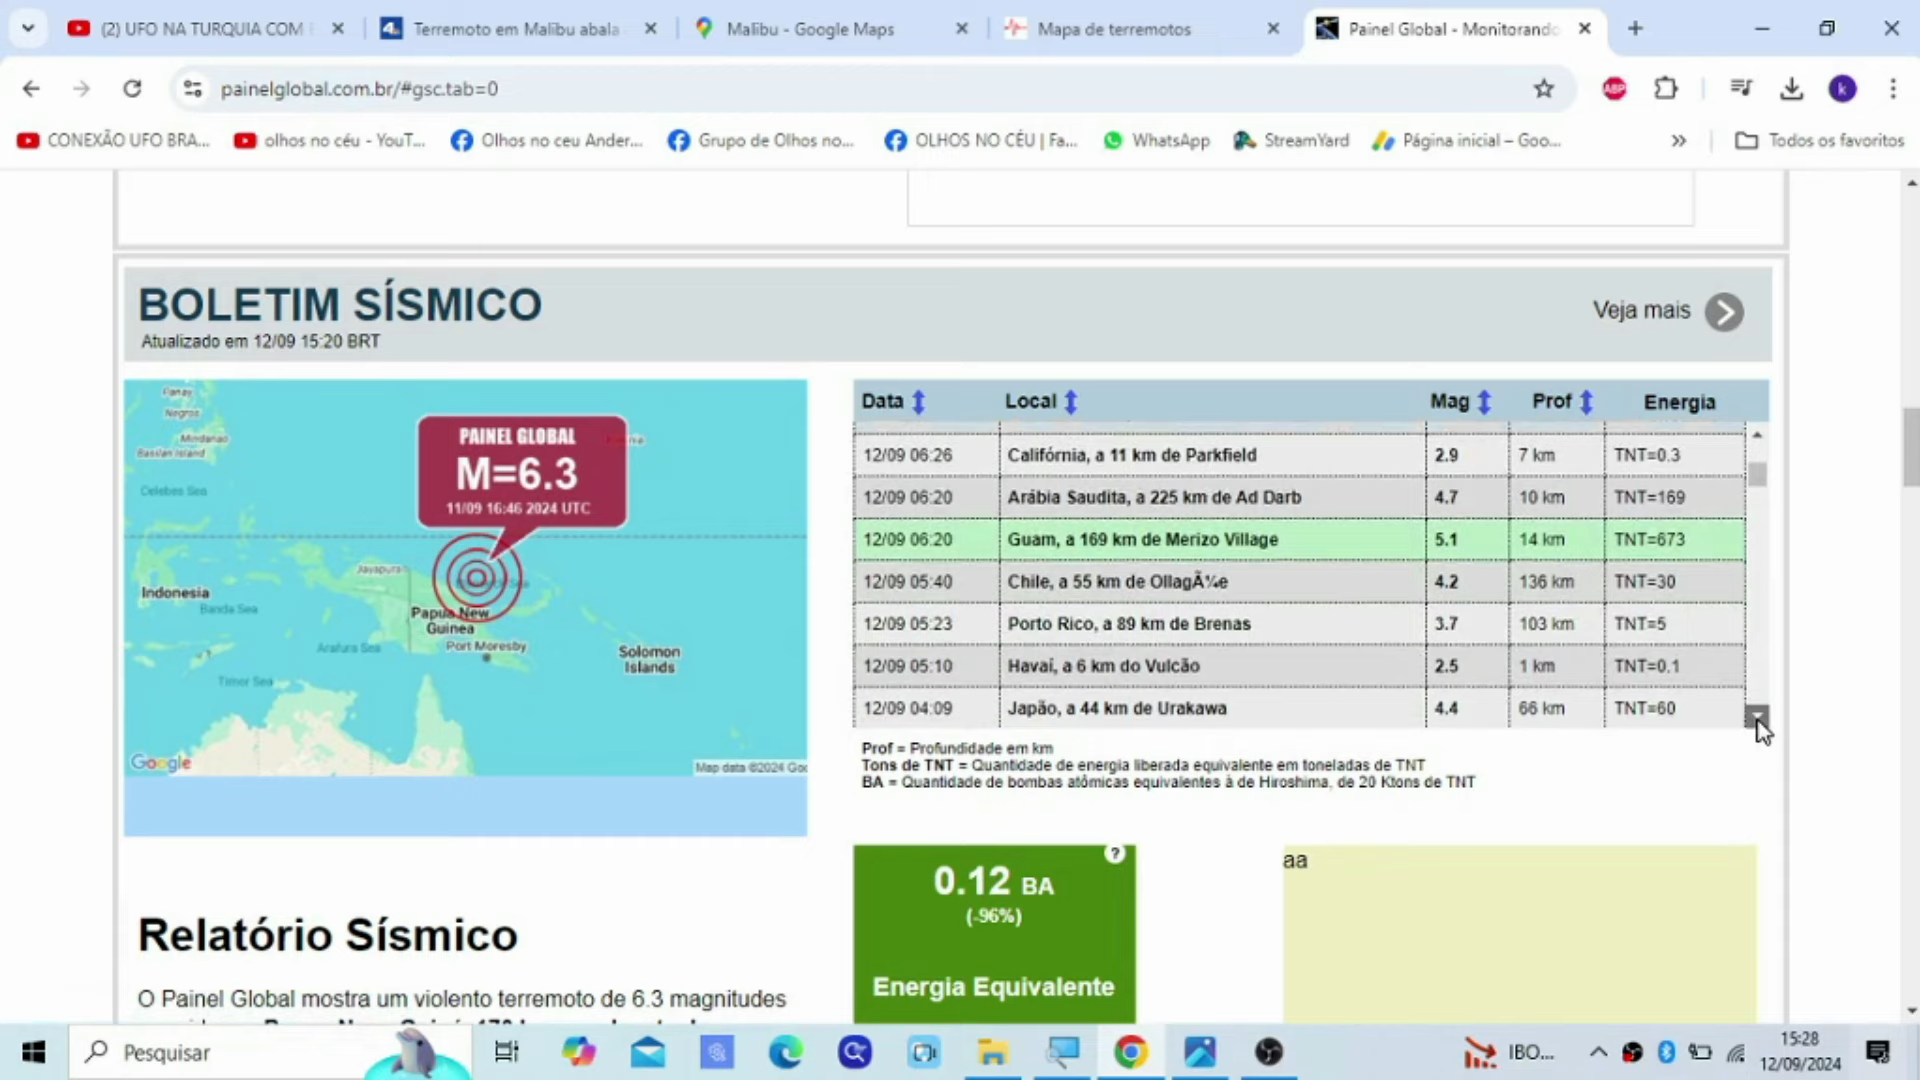 (2) UFO NA TURQUIA COM
Terremoto em Malibu abala
Malibu - Google Maps
Mapa de terremotos
Painel Global - Monitorando
painelglobal.com.br/#gsc.tab=0
ABP
k
CONEXÃO UFO BRA...
olhos no céu - YouT...
Olhos no ceu Ander...
Grupo de Olhos no...
OLHOS NO CÉU | Fa...
WhatsApp
StreamYard
Página inicial – Goo...
Todos os favoritos
BOLETIM SÍSMICO
Atualizado em 12/09 15:20 BRT
Veja mais
Panay
Negros
Mindanao
Basilan Island
Celebes Sea
PAINEL GLOBAL
M=6.3
11/09 16:46 2024 UTC
Jayapura
Indonesia
Banda Sea
Papua New
Guinea
Arafura Sea
Port Moresby
Solomon
Islands
Timor Sea
Google
Map data ©2024 Goo
Data Local Mag Prof Energia
12/09 06:26 Califórnia, a 11 km de Parkfield 2.9 7 km TNT=0.3
12/09 06:20 Arábia Saudita, a 225 km de Ad Darb 4.7 10 km TNT=169
12/09 06:20 Guam, a 169 km de Merizo Village 5.1 14 km TNT=673
12/09 05:40 Chile, a 55 km de OllagÃ¼e 4.2 136 km TNT=30
12/09 05:23 Porto Rico, a 89 km de Brenas 3.7 103 km TNT=5
12/09 05:10 Havaí, a 6 km do Vulcão 2.5 1 km TNT=0.1
12/09 04:09 Japão, a 44 km de Urakawa 4.4 66 km TNT=60
Prof = Profundidade em km
Tons de TNT = Quantidade de energia liberada equivalente em toneladas de TNT
BA = Quantidade de bombas atômicas equivalentes à de Hiroshima, de 20 Ktons de TNT
0.12 BA
?
(-96%)
Energia Equivalente
aa
Relatório Sísmico
O Painel Global mostra um violento terremoto de 6.3 magnitudes
Pesquisar
IBO...
15:28
12/09/2024